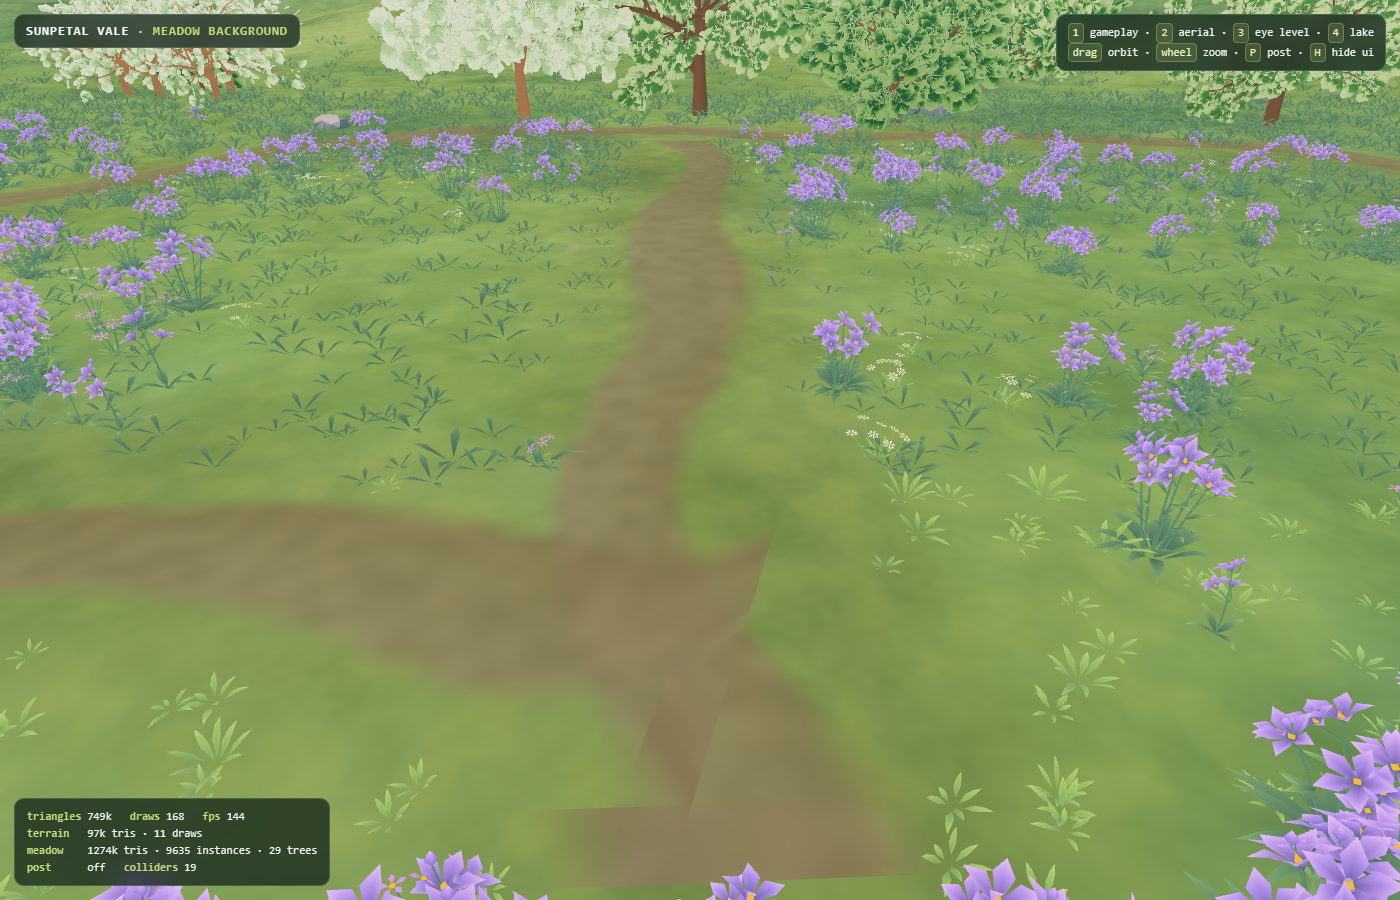 SUNPETAL VALE · MEADOW BACKGROUND
1 gameplay · 2 aerial · 3 eye level · 4 lake
drag orbit · wheel zoom · P post · H hide ui
triangles 749k draws 168 fps 144
terrain 97k tris · 11 draws
meadow 1274k tris · 9635 instances · 29 trees
post off colliders 19